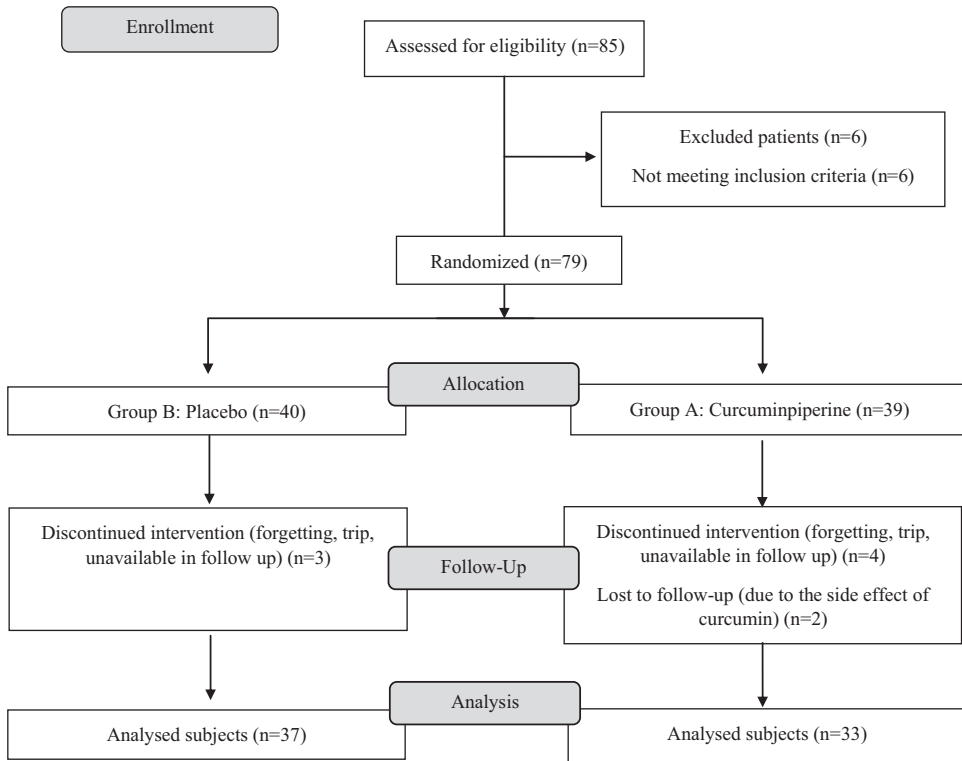 Enrollment
Assessed for eligibility (n=85)
Excluded patients (n=6)
Not meeting inclusion criteria (n=6)
Randomized (n=79)
Allocation
Group B: Placebo (n=40)
Group A: Curcuminpiperine (n=39)
Discontinued intervention (forgetting, trip,
unavailable in follow up) (n=3)
Follow-Up
Discontinued intervention (forgetting, trip,
unavailable in follow up) (n=4)
Lost to follow-up (due to the side effect of
curcumin) (n=2)
Analysis
Analysed subjects (n=37)
Analysed subjects (n=33)